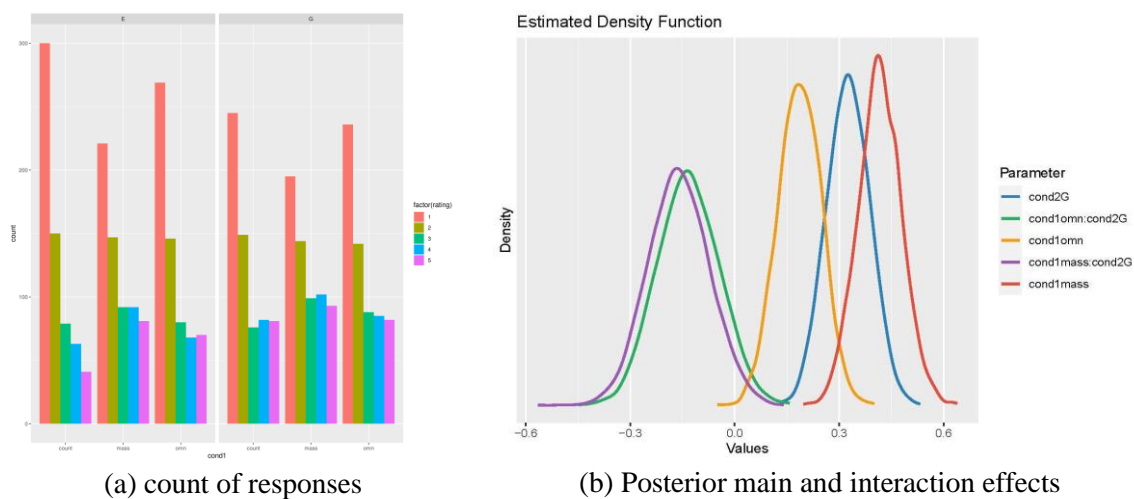 E
G
300
200
100
0
count
count
mass
omn
count
mass
omn
cond1
factor(rating)
1
2
3
4
5
(a) count of responses
Estimated Density Function
Density
−0.6
−0.3
0.0
0.3
0.6
Values
Parameter
cond2G
cond1omn:cond2G
cond1omn
cond1mass:cond2G
cond1mass
(b) Posterior main and interaction effects